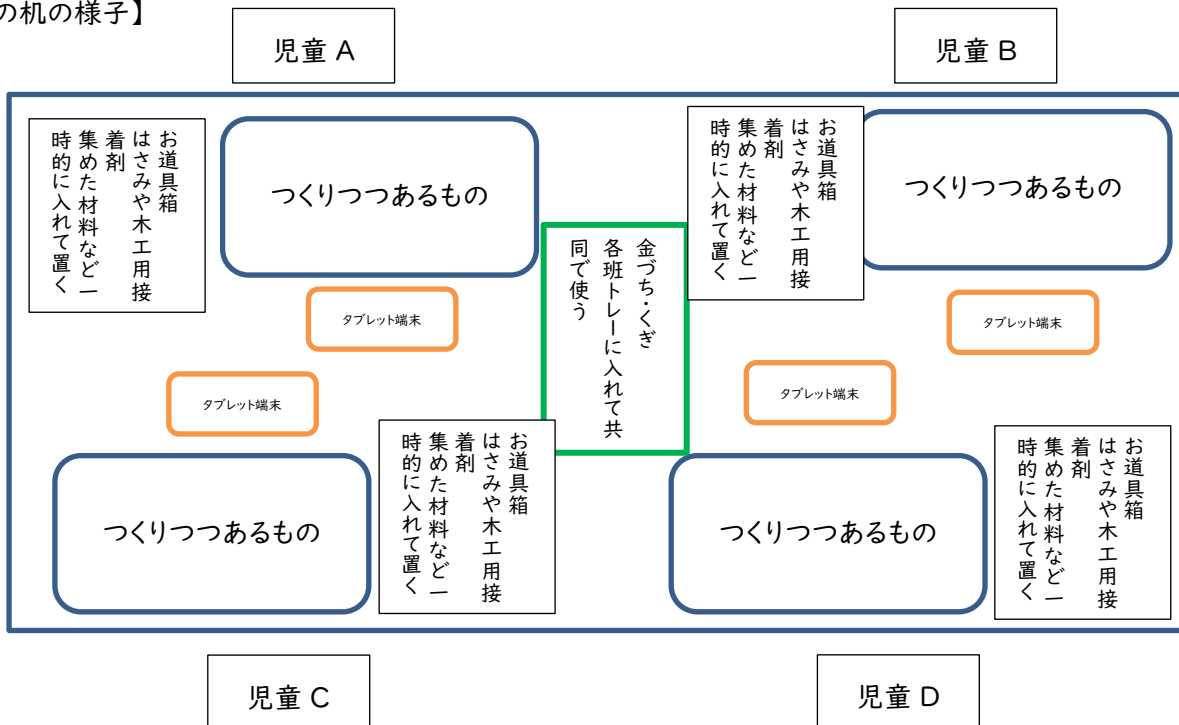 の机の様子】
児童 A
児童 B
お道具箱
はさみや木工用接
着剤
集めた材料など一
時的に入れて置く
つくりつつあるもの
お道具箱
はさみや木工用接
着剤
集めた材料など一
時的に入れて置く
つくりつつあるもの
金づち・くぎ
各班トレーに入れて共
同で使う
タブレット端末
タブレット端末
タブレット端末
タブレット端末
つくりつつあるもの
お道具箱
はさみや木工用接
着剤
集めた材料など一
時的に入れて置く
つくりつつあるもの
お道具箱
はさみや木工用接
着剤
集めた材料など一
時的に入れて置く
児童 C
児童 D